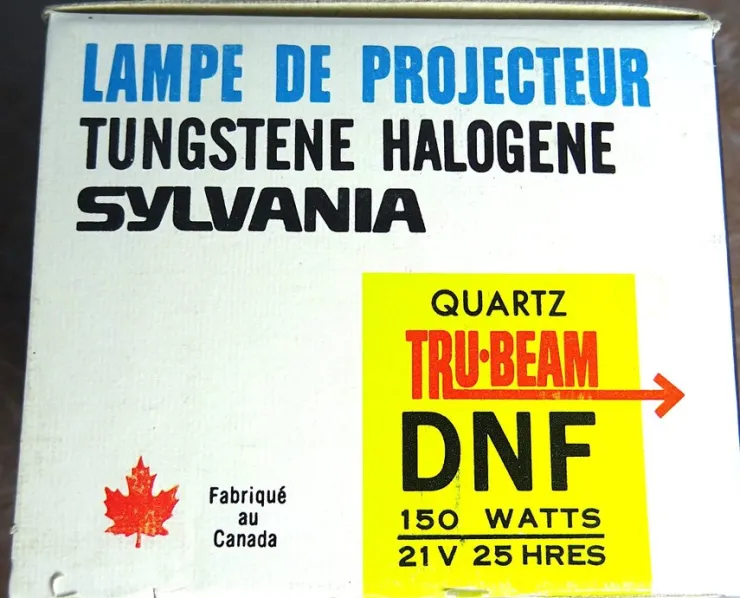 LAMPE DE PROJECTEUR
TUNGSTENE HALOGENE
SYLVANIA
QUARTZ
TRU•BEAM
DNF
150 WATTS
21V 25 HRES
Fabriqué
au
Canada